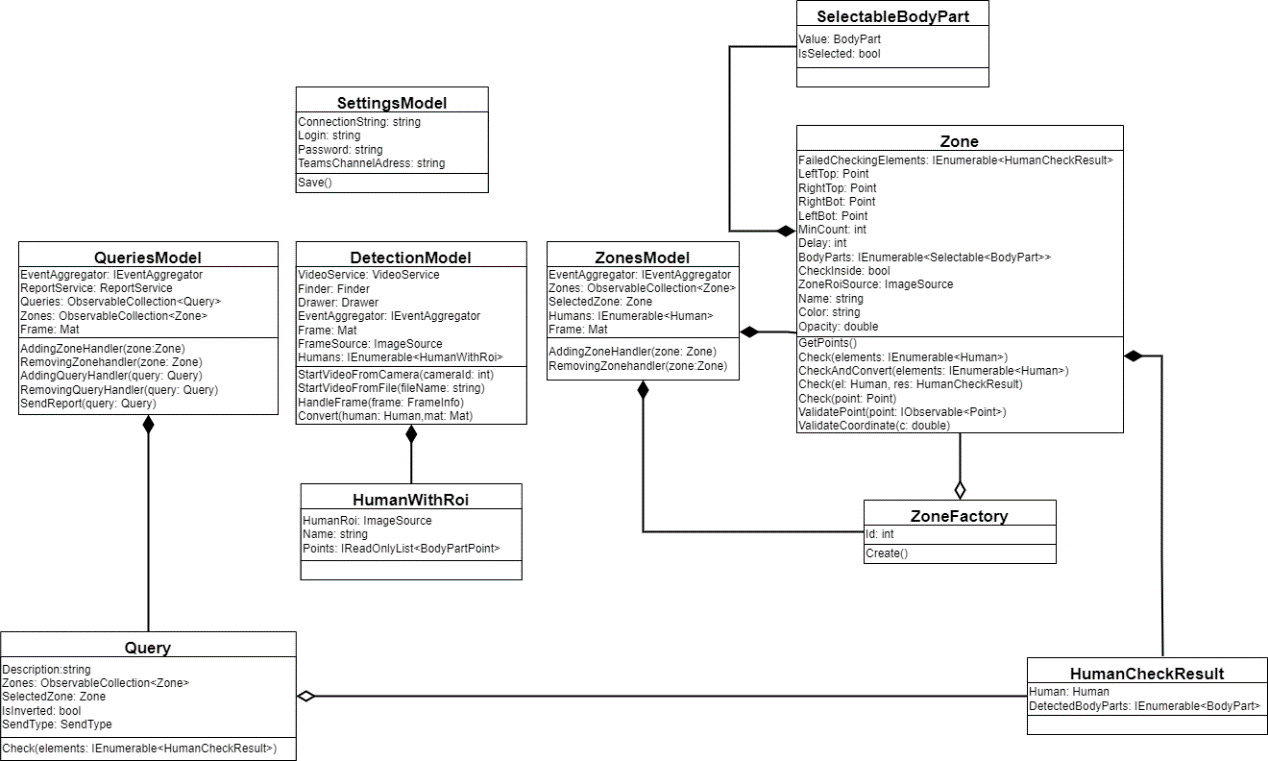 SelectableBodyPart
Value: BodyPart
IsSelected: bool
SettingsModel
ConnectionString: string
Login: string
Password: string
TeamsChannelAdress: string
Save()
Zone
FailedCheckingElements: IEnumerable<HumanCheckResult>
LeftTop: Point
RightTop: Point
RightBot: Point
LeftBot: Point
MinCount: int
Delay: int
BodyParts: IEnumerable<Selectable<BodyPart>>
CheckInside: bool
ZoneRoiSource: ImageSource
Name: string
Color: string
Opacity: double
GetPoints()
Check(elements: IEnumerable<Human>)
CheckAndConvert(elements: IEnumerable<Human>)
Check(el: Human, res: HumanCheckResult)
Check(point: Point)
ValidatePoint(point: IObservable<Point>)
ValidateCoordinate(c: double)
QueriesModel
EventAggregator: IEventAggregator
ReportService: ReportService
Queries: ObservableCollection<Query>
Zones: ObservableCollection<Zone>
Frame: Mat
AddingZoneHandler(zone:Zone)
RemovingZonehandler(zone: Zone)
AddingQueryHandler(query: Query)
RemovingQueryHandler(query: Query)
SendReport(query: Query)
DetectionModel
VideoService: VideoService
Finder: Finder
Drawer: Drawer
EventAggregator: IEventAggregator
Frame: Mat
FrameSource: ImageSource
Humans: IEnumerable<HumanWithRoi>
StartVideoFromCamera(cameraId: int)
StartVideoFromFile(fileName: string)
HandleFrame(frame: FrameInfo)
Convert(human: Human,mat: Mat)
ZonesModel
EventAggregator: IEventAggregator
Zones: ObservableCollection<Zone>
SelectedZone: Zone
Humans: IEnumerable<Human>
Frame: Mat
AddingZoneHandler(zone: Zone)
RemovingZonehandler(zone:Zone)
HumanWithRoi
HumanRoi: ImageSource
Name: string
Points: IReadOnlyList<BodyPartPoint>
ZoneFactory
Id: int
Create()
Query
Description:string
Zones: ObservableCollection<Zone>
SelectedZone: Zone
IsInverted: bool
SendType: SendType
Check(elements: IEnumerable<HumanCheckResult>)
HumanCheckResult
Human: Human
DetectedBodyParts: IEnumerable<BodyPart>